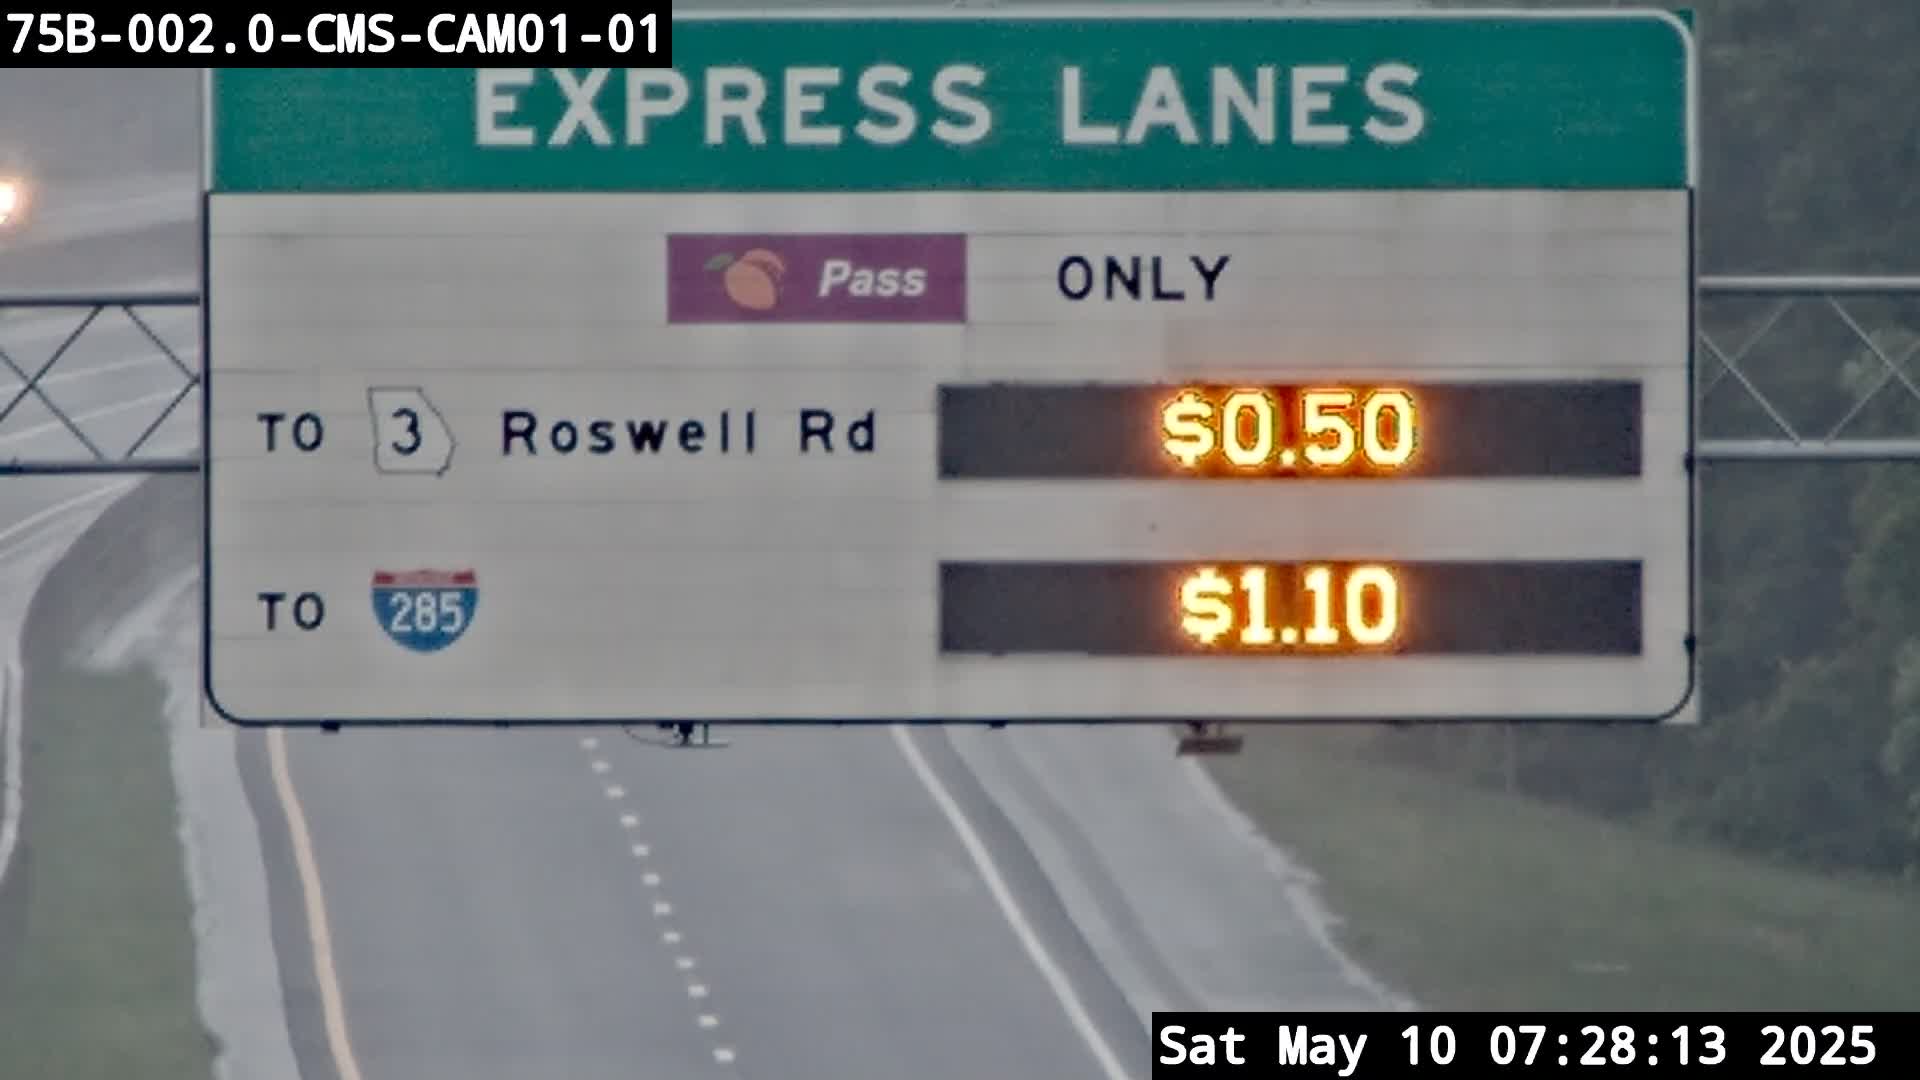 75B-002.0-CMS-CAM01-01
EXPRESS LANES
Pass ONLY
TO 3 Roswell Rd $0.50
TO 285 $1.10
Sat May 10 07:28:13 2025